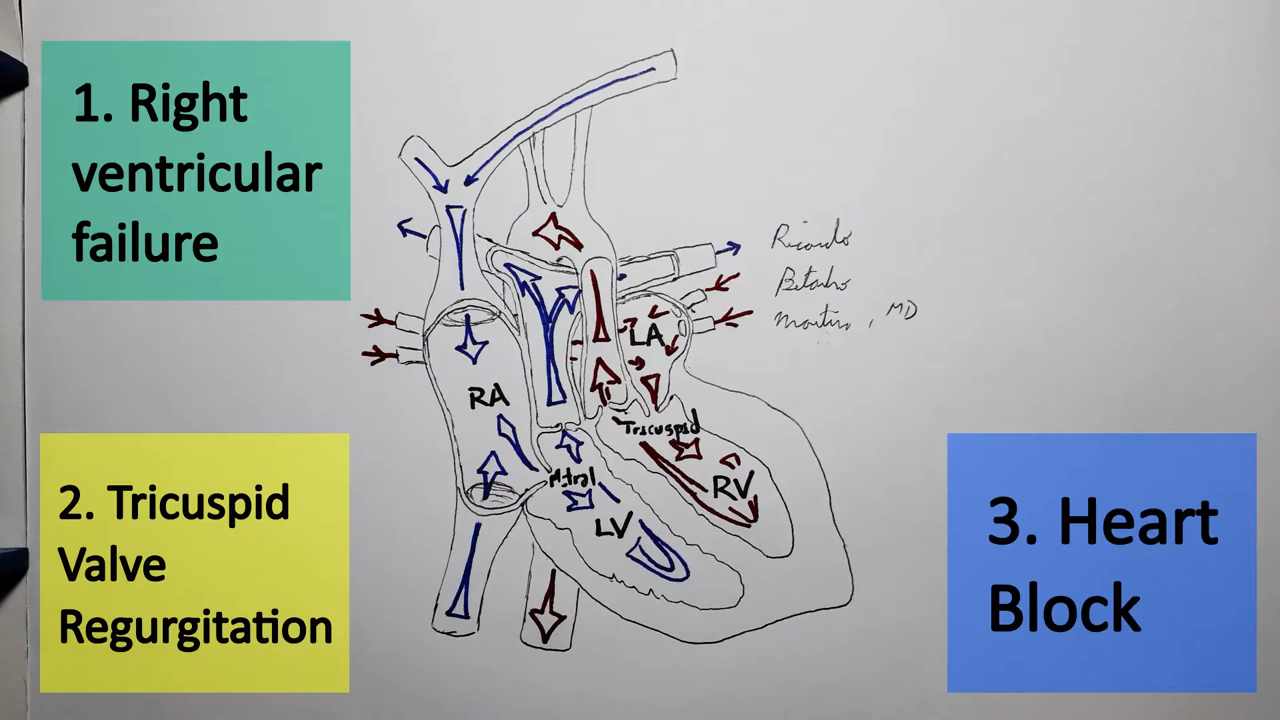 1. Right
ventricular
failure
Ricardo
MD
LA
RA
Tricuspid
Mitral
RV
LV
2. Tricuspid
Valve
Regurgitation
3. Heart
Block